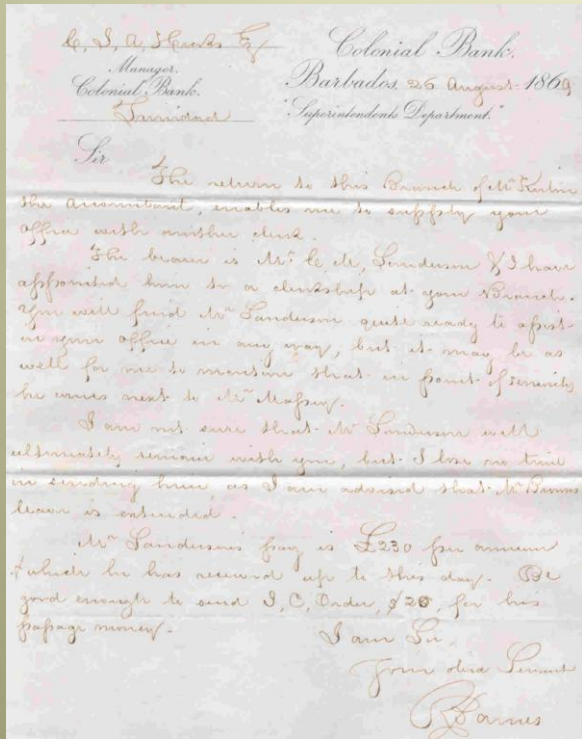 Manager.
Colonial Bank.
Trinidad
Colonial Bank.
Barbados, 26 August 1869
"Superintendents Department."
Sir
The return to this Branch of Mr
the Accountant, enables me to supply your
office with another clerk.
The bearer is Mr C. M. Sanderson & I have
appointed him to a clerkship at your Branch.
You will find Mr Sanderson quite ready to assist
in your office in any way, but it may be as
well for me to mention that in point of seniority
he comes next to Mr Massy.
I am not sure that Mr Sanderson will
ultimately remain with you, but I lose no time
in sending him as I am advised that Mr Browns
leave is extended.
Mr Sanderson's pay is £230 per annum
which he has received up to this day. Be
good enough to send I. C. Order, $20, for his
passage money.
I am Sir,
Your obed Servant